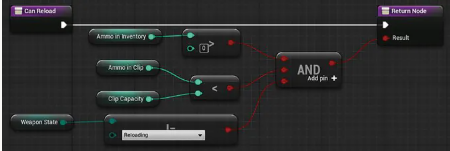 Can Reload
Return Node
Ammo in Inventory
>
0
Result
Ammo in Clip
AND
Add pin +
<
Clip Capacity
Weapon State
!=
Reloading